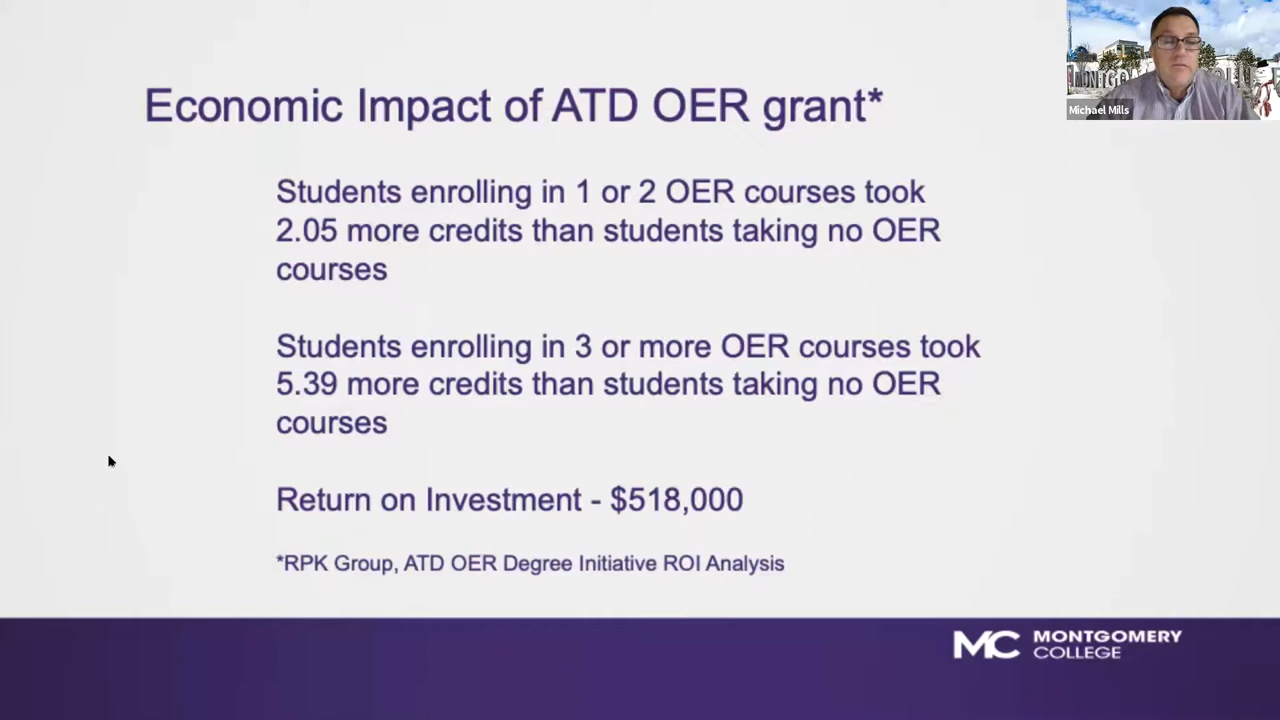 Economic Impact of ATD OER grant*
Michael Mills
Students enrolling in 1 or 2 OER courses took
2.05 more credits than students taking no OER
courses
Students enrolling in 3 or more OER courses took
5.39 more credits than students taking no OER
courses
Return on Investment - $518,000
*RPK Group, ATD OER Degree Initiative ROI Analysis
MC MONTGOMERY
COLLEGE